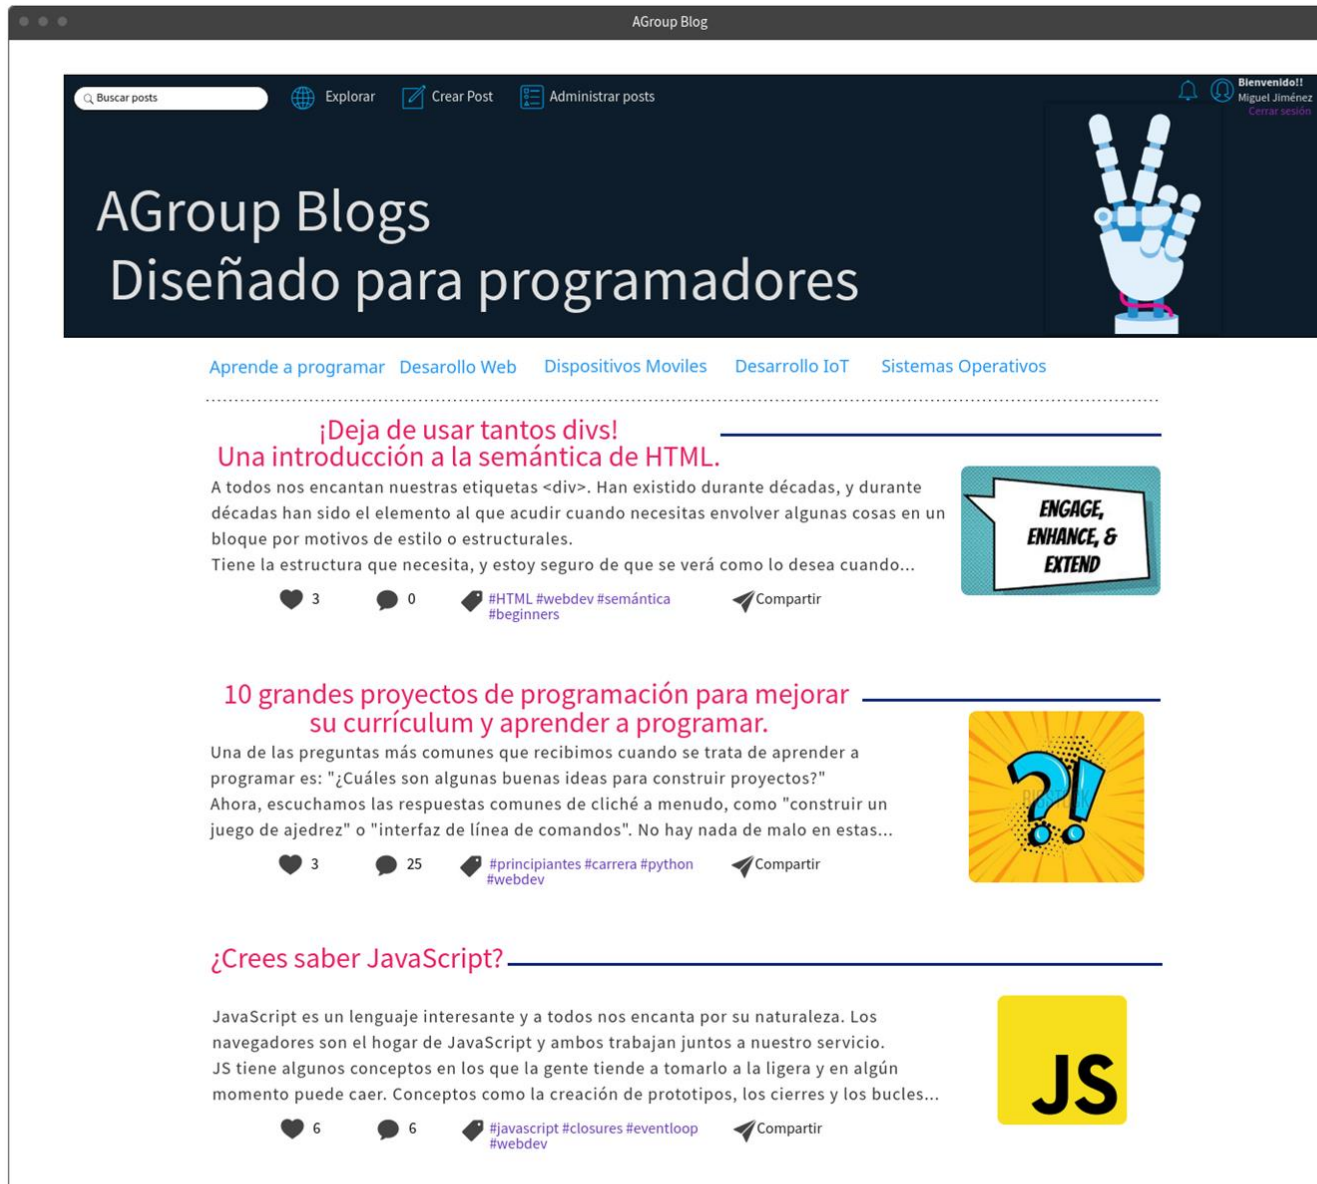 AGroup Blog
Buscar posts
Explorar
Crear Post
Administrar posts
Bienvenido!!
Miguel Jiménez
Cerrar sesión
AGroup Blogs
Diseñado para programadores
Aprende a programar Desarollo Web Dispositivos Moviles Desarrollo IoT Sistemas Operativos
¡Deja de usar tantos divs!
Una introducción a la semántica de HTML.
A todos nos encantan nuestras etiquetas <div>. Han existido durante décadas, y durante
décadas han sido el elemento al que acudir cuando necesitas envolver algunas cosas en un
bloque por motivos de estilo o estructurales.
Tiene la estructura que necesita, y estoy seguro de que se verá como lo desea cuando...
ENGAGE,
ENHANCE, &
EXTEND
3 0 #HTML #webdev #semántica Compartir
#beginners
10 grandes proyectos de programación para mejorar
su currículum y aprender a programar.
Una de las preguntas más comunes que recibimos cuando se trata de aprender a
programar es: "¿Cuáles son algunas buenas ideas para construir proyectos?"
Ahora, escuchamos las respuestas comunes de cliché a menudo, como "construir un
juego de ajedrez" o "interfaz de línea de comandos". No hay nada de malo en estas...
?!
3 25 #principiantes #carrera #python Compartir
#webdev
¿Crees saber JavaScript?
JavaScript es un lenguaje interesante y a todos nos encanta por su naturaleza. Los
navegadores son el hogar de JavaScript y ambos trabajan juntos a nuestro servicio.
JS tiene algunos conceptos en los que la gente tiende a tomarlo a la ligera y en algún
momento puede caer. Conceptos como la creación de prototipos, los cierres y los bucles...
JS
6 6 #javascript #closures #eventloop Compartir
#webdev